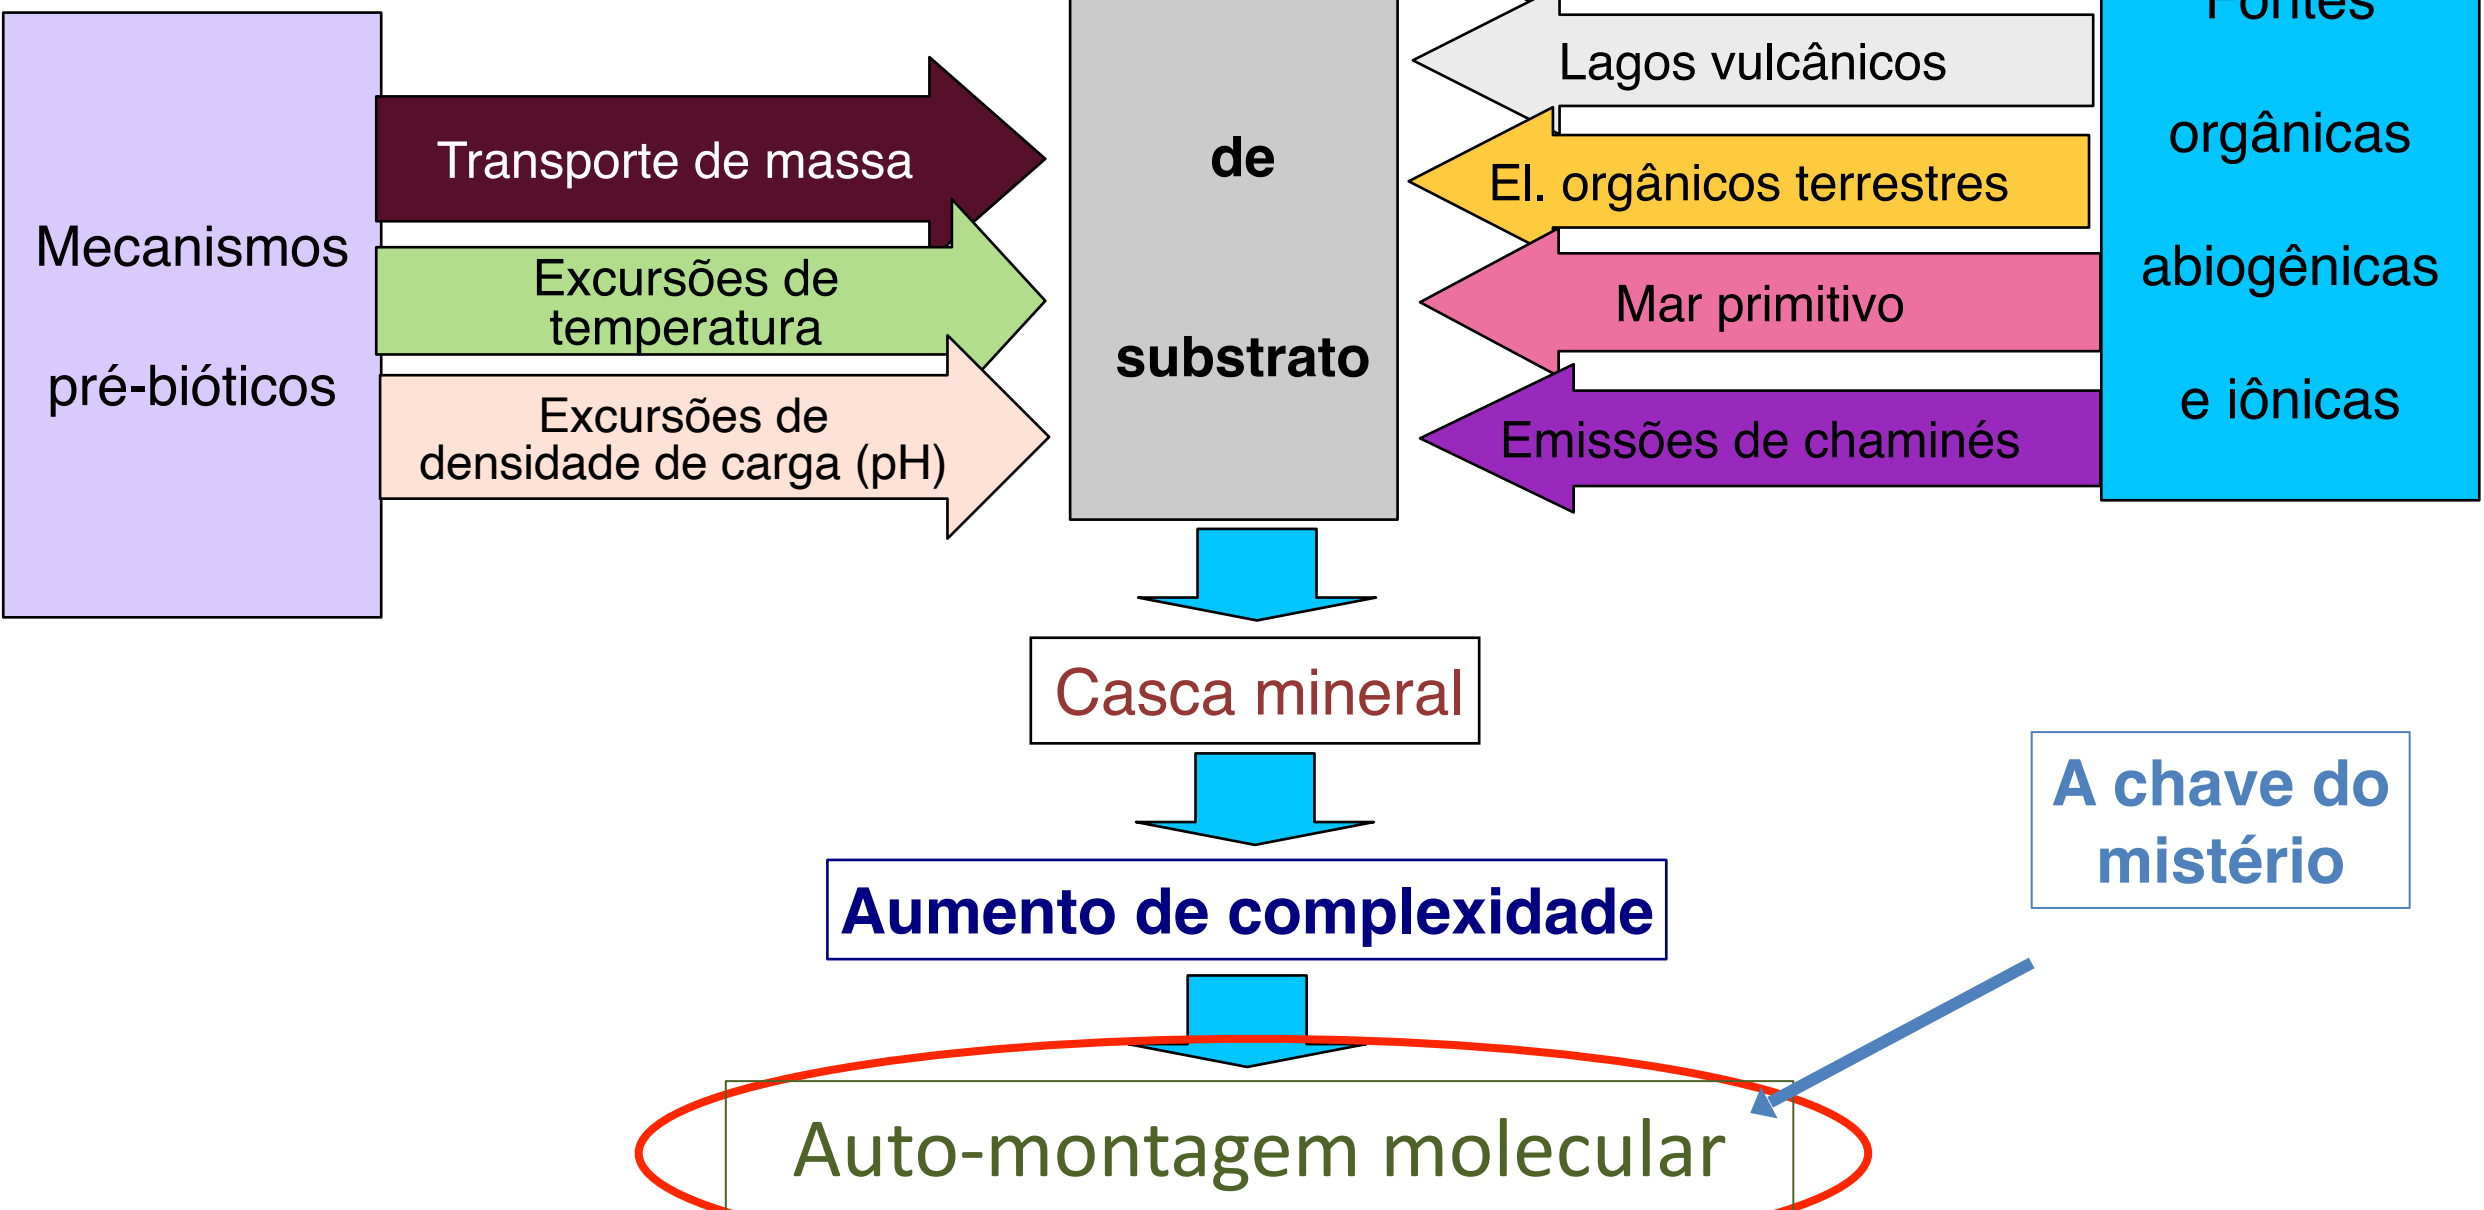 Mecanismos
pré-bióticos
Transporte de massa
Excursões de
temperatura
Excursões de
densidade de carga (pH)
de
substrato
Lagos vulcânicos
El. orgânicos terrestres
Mar primitivo
Emissões de chaminés
Fontes
orgânicas
abiogênicas
e iônicas
Casca mineral
Aumento de complexidade
A chave do
mistério
Auto-montagem molecular